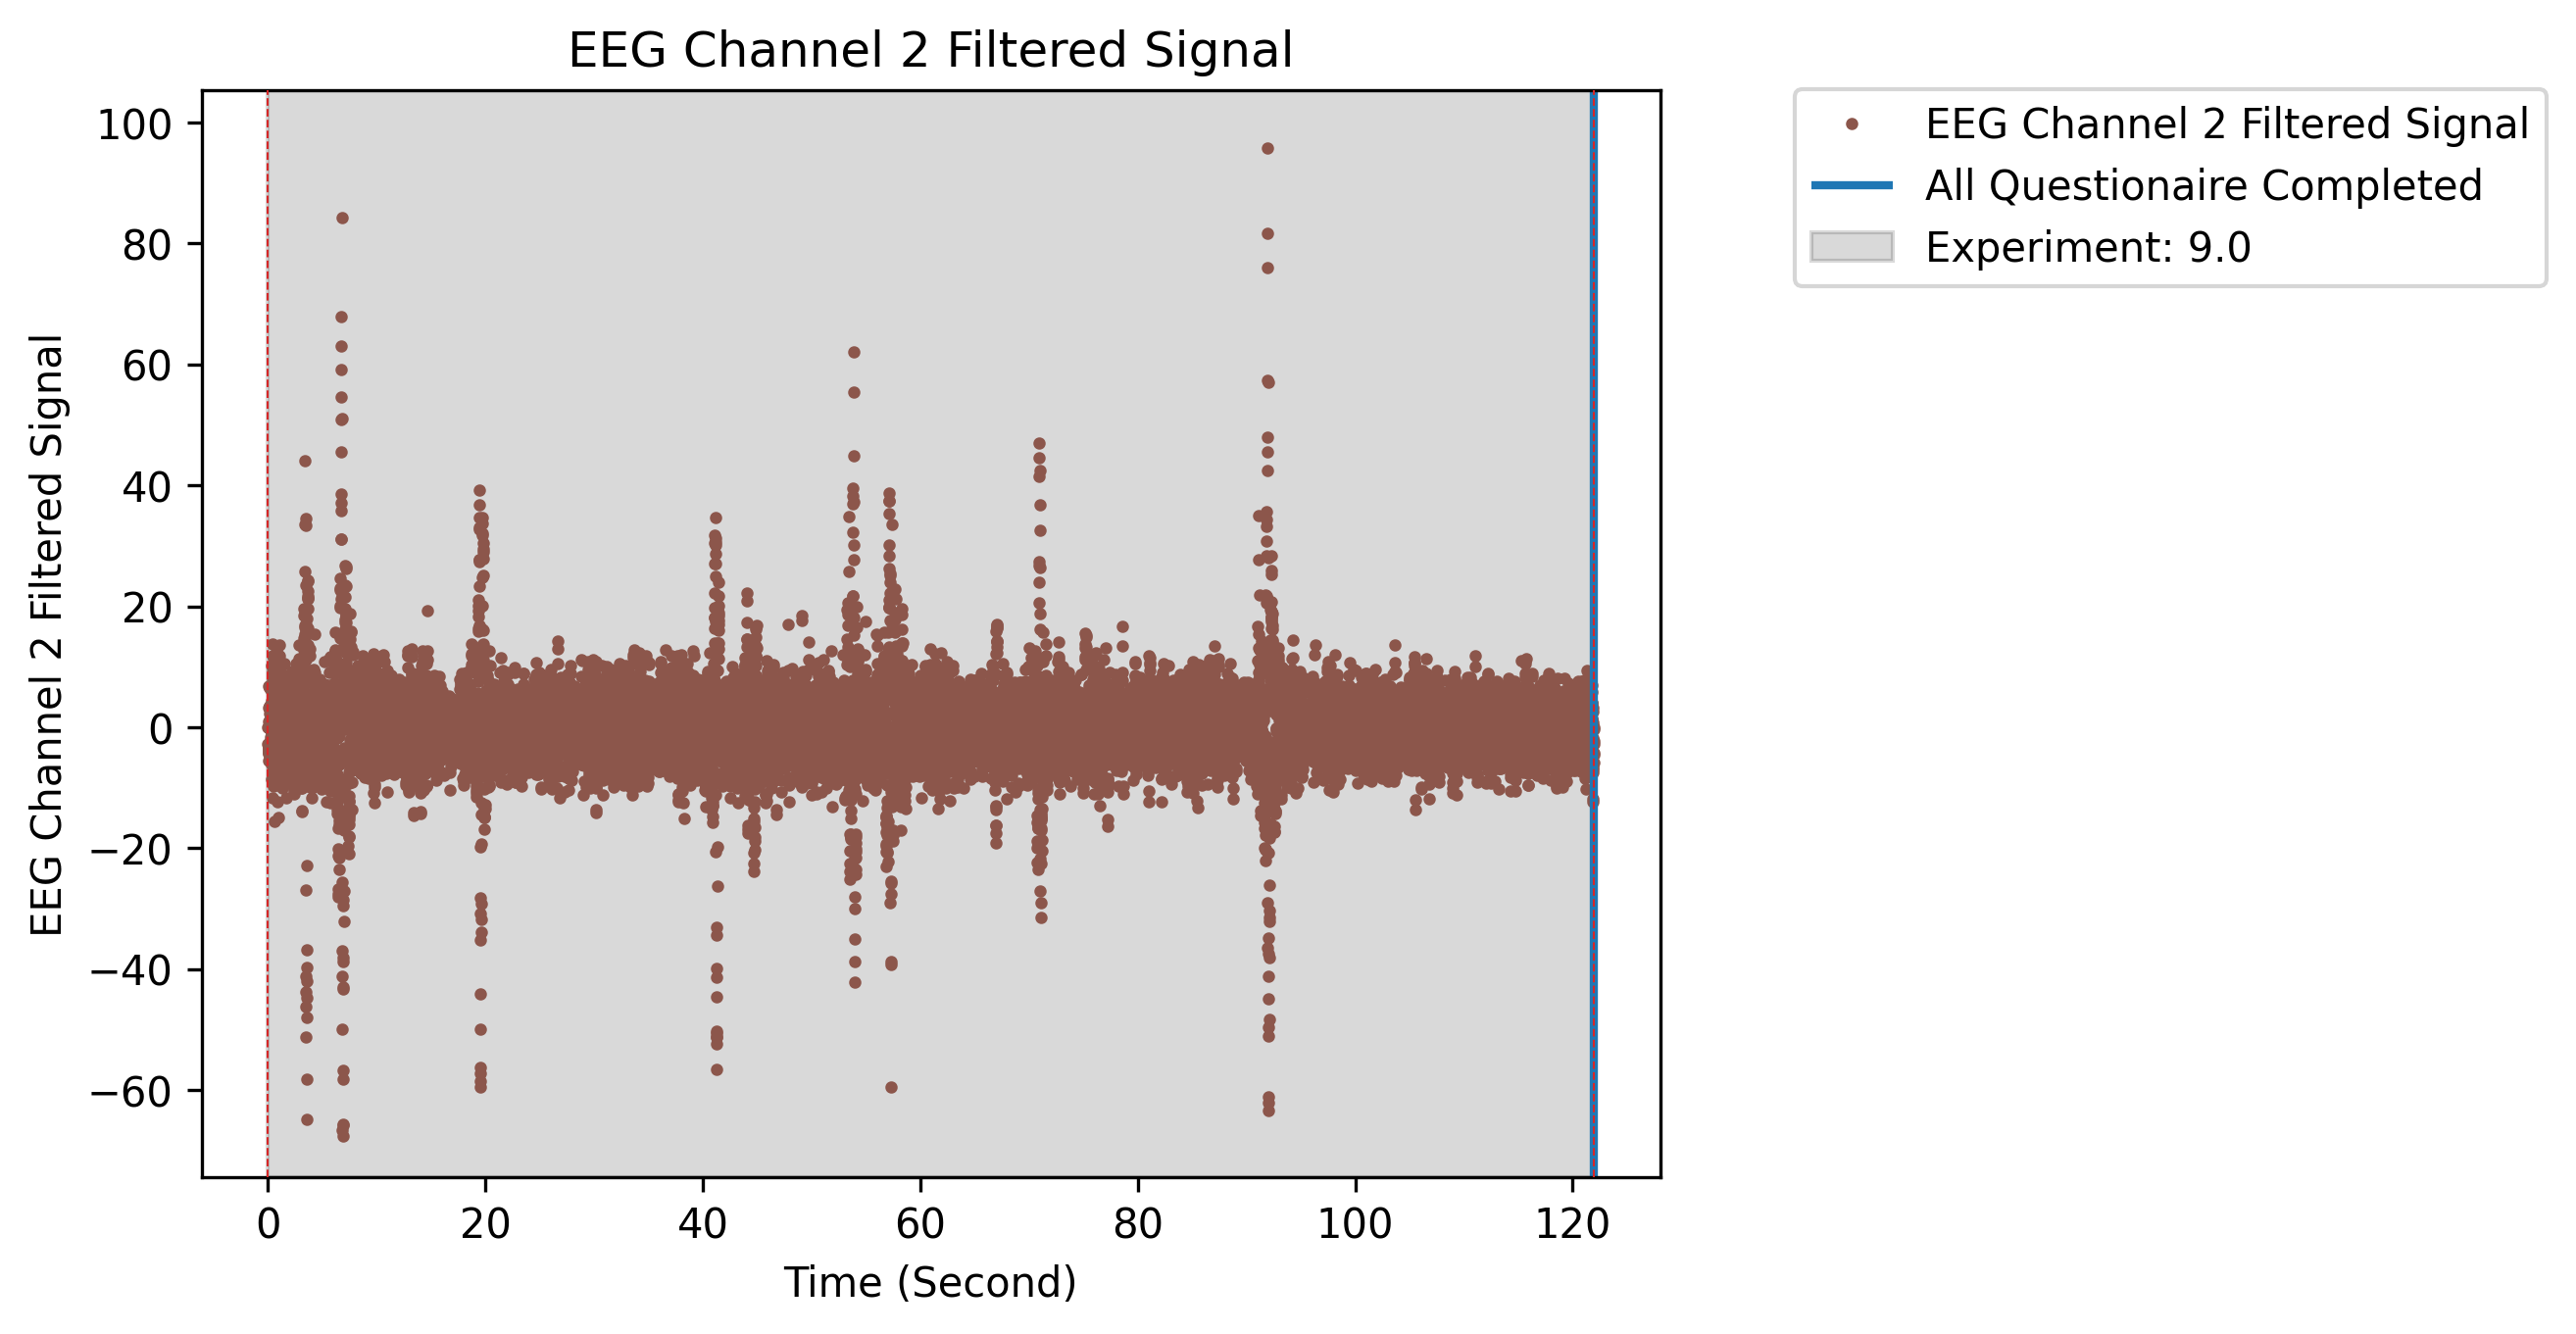 EEG Channel 2 Filtered Signal
EEG Channel 2 Filtered Signal
All Questionaire Completed
Experiment: 9.0
EEG Channel 2 Filtered Signal
100
80
60
40
20
0
−20
−40
−60
0 20 40 60 80 100 120
Time (Second)